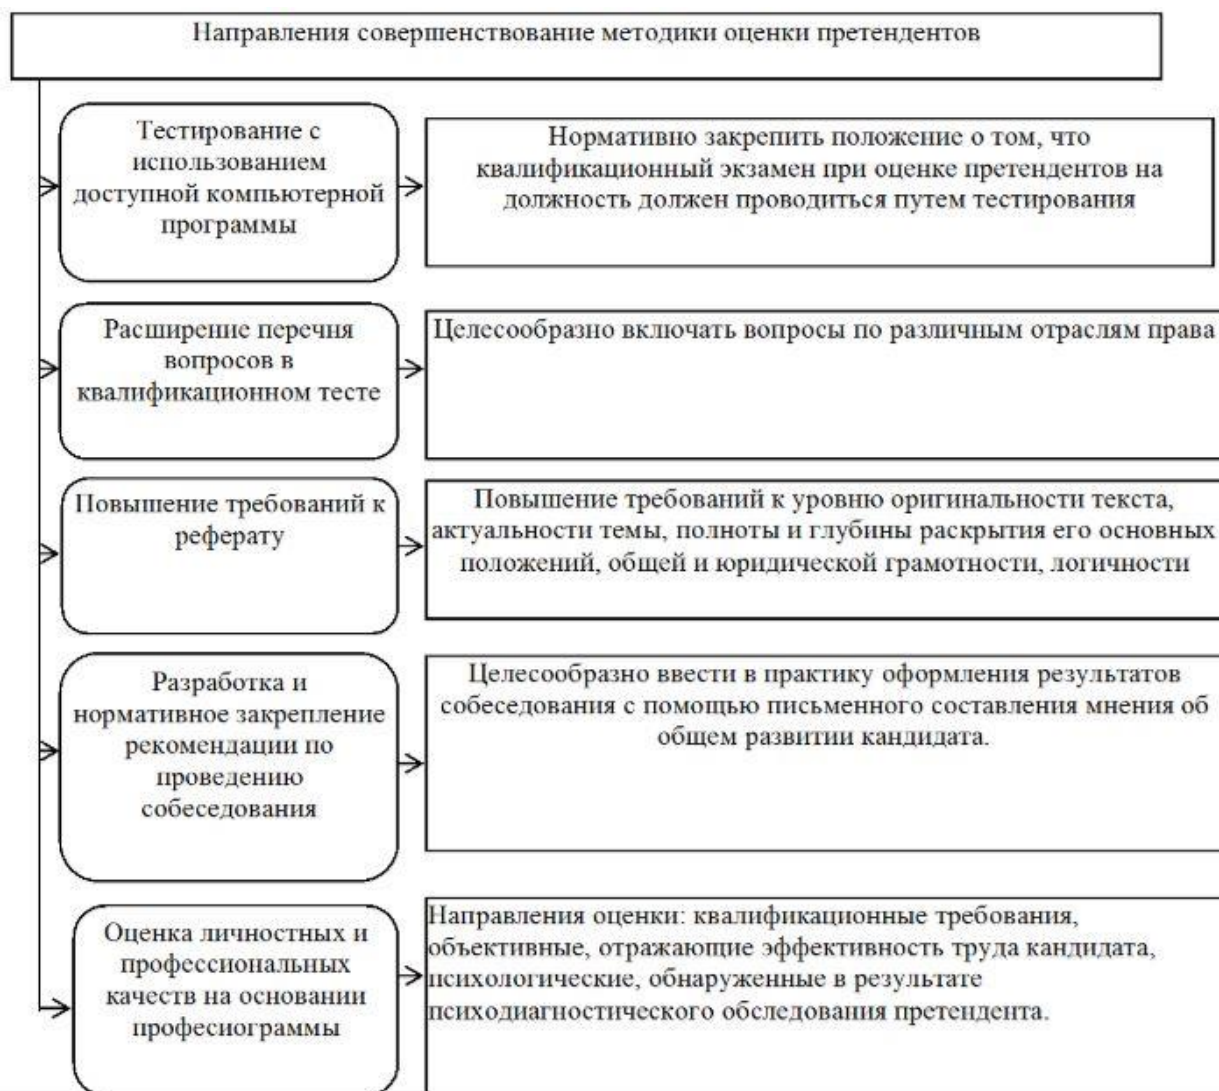 Направления совершенствование методики оценки претендентов
Тестирование с
использованием
доступной компьютерной
программы
Нормативно закрепить положение о том, что
квалификационный экзамен при оценке претендентов на
должность должен проводиться путем тестирования
Расширение перечня
вопросов в
квалификационном тесте
Целесообразно включать вопросы по различным отраслям права
Повышение требований к
реферату
Повышение требований к уровню оригинальности текста,
актуальности темы, полноты и глубины раскрытия его основных
положений, общей и юридической грамотности, логичности
Разработка и
нормативное закрепление
рекомендации по
проведению
собеседования
Целесообразно ввести в практику оформления результатов
собеседования с помощью письменного составления мнения об
общем развитии кандидата.
Оценка личностных и
профессиональных
качеств на основании
професиограммы
Направления оценки: квалификационные требования,
объективные, отражающие эффективность труда кандидата,
психологические, обнаруженные в результате
психодиагностического обследования претендента.